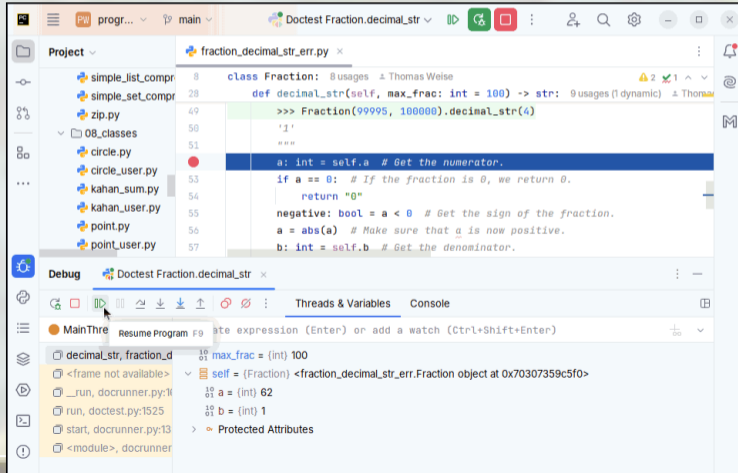 PC
PW progr...
main
Doctest Fraction.decimal_str
Project
fraction_decimal_str_err.py
simple_list_compr
simple_set_compr
zip.py
08_classes
circle.py
circle_user.py
kahan_sum.py
kahan_user.py
point.py
point_user.py
8 class Fraction: 8 usages Thomas Weise
2 1
28 def decimal_str(self, max_frac: int = 100) -> str: 9 usages (1 dynamic)
49 >>> Fraction(99995, 100000).decimal_str(4)
50 '1'
51 """
a: int = self.a # Get the numerator.
53 if a == 0: # If the fraction is 0, we return 0.
54 return "0"
55 negative: bool = a < 0 # Get the sign of the fraction.
56 a = abs(a) # Make sure that a is now positive.
57 b: int = self.b # Get the denominator.
Debug
Doctest Fraction.decimal_str
Threads & Variables
Console
MainThre
Resume Program F9
ate expression (Enter) or add a watch (Ctrl+Shift+Enter)
decimal_str, fraction_d
<frame not available>
__run, docrunner.py:1
run, doctest.py:1525
start, docrunner.py:13
<module>, docrunner
max_frac = {int} 100
self = {Fraction} <fraction_decimal_str_err.Fraction object at 0x70307359c5f0>
a = {int} 62
b = {int} 1
Protected Attributes